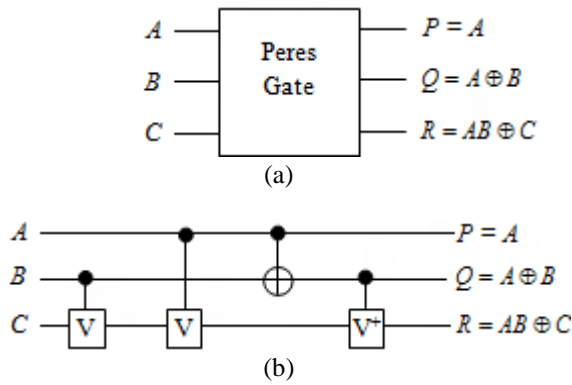 A
P = A
Peres
Gate
B
Q = A⊕B
C
R = AB⊕C
(a)
A
P = A
B
Q = A⊕B
C
V
V
V⁺
R = AB⊕C
(b)